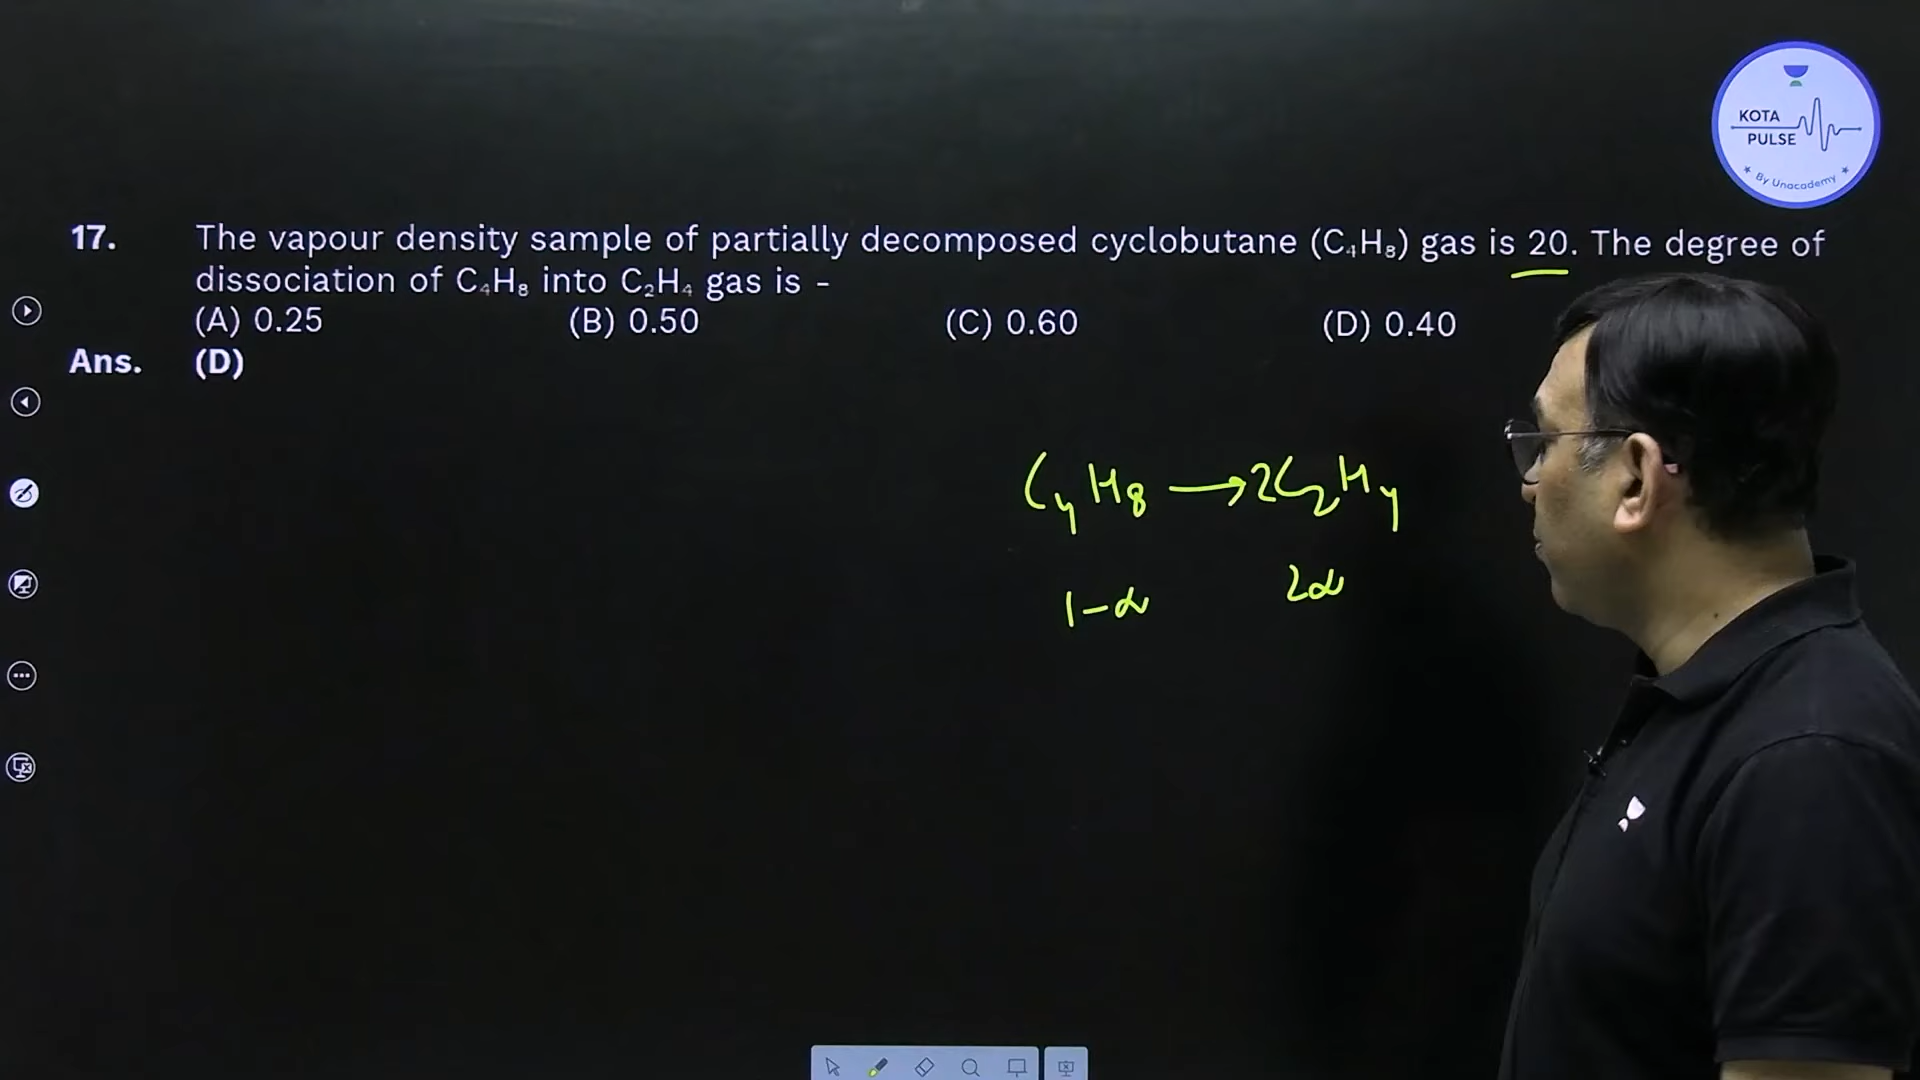 KOTA
PULSE
★ By Unacademy ★
17. The vapour density sample of partially decomposed cyclobutane (C₄H₈) gas is 20. The degree of
dissociation of C₄H₈ into C₂H₄ gas is -
(A) 0.25 (B) 0.50 (C) 0.60 (D) 0.40
Ans. (D)
C₄H₈ → 2C₂H₄
1-α 2α